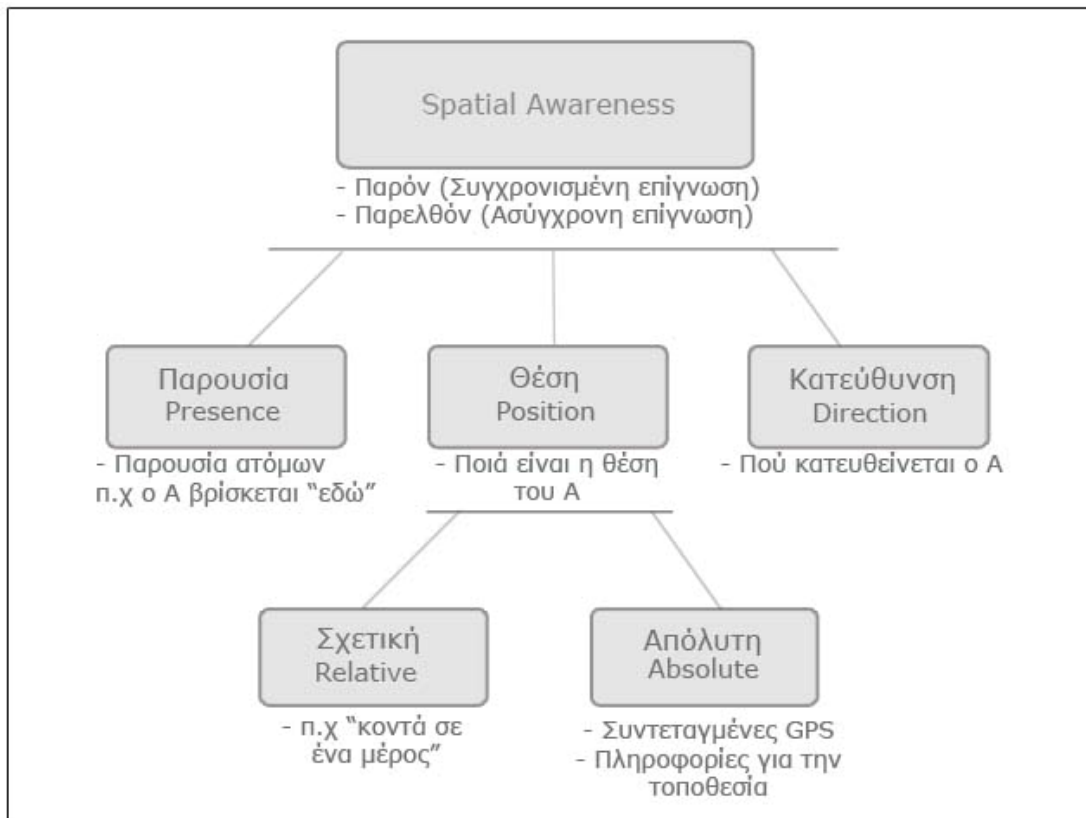 Spatial Awareness
- Παρόν (Συγχρονισμένη επίγνωση)
- Παρελθόν (Ασύγχρονη επίγνωση)
Παρουσία
Presence
- Παρουσία ατόμων
π.χ ο Α βρίσκεται “εδώ”
Θέση
Position
- Ποιά είναι η θέση
του Α
Κατεύθυνση
Direction
- Πού κατευθείνεται ο Α
Σχετική
Relative
- π.χ “κοντά σε
ένα μέρος”
Απόλυτη
Absolute
- Συντεταγμένες GPS
- Πληροφορίες για την
τοποθεσία